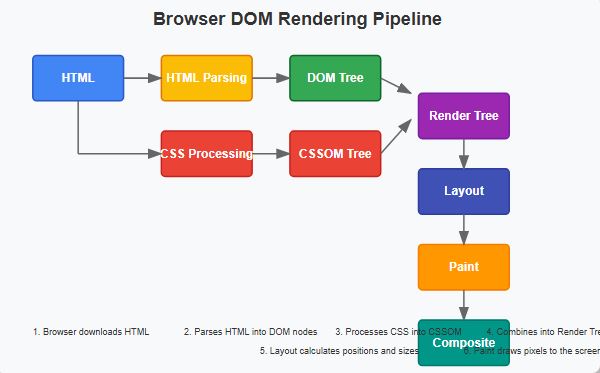 Browser DOM Rendering Pipeline
HTML
HTML Parsing
DOM Tree
Render Tree
CSS Processing
CSSOM Tree
Layout
Paint
Composite
1. Browser downloads HTML
2. Parses HTML into DOM nodes
3. Processes CSS into CSSOM
4. Combines into Render Tre
5. Layout calculates positions and sizes
6. Paint draws pixels to the screen